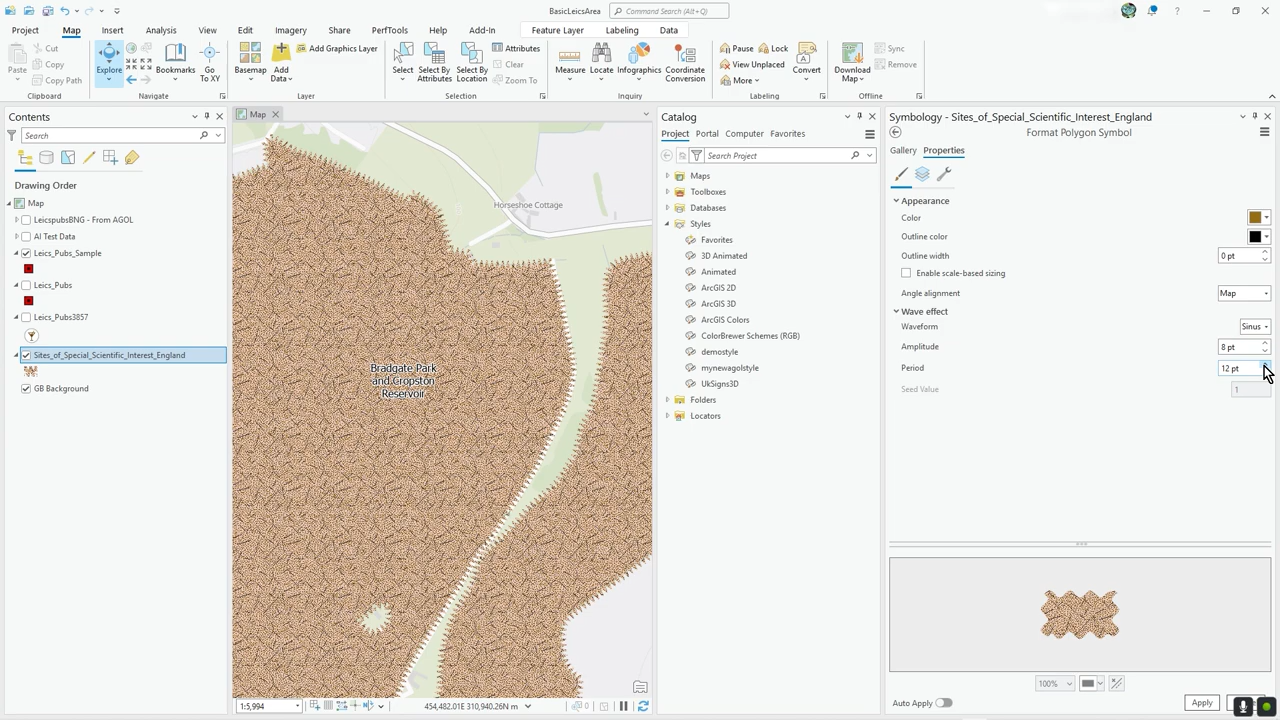 BasicLeicsArea
Command Search (Alt+Q)
?
Project
Map
Insert
Analysis
View
Edit
Imagery
Share
PerfTools
Help
Add-In
Feature Layer
Labeling
Data
Paste
Cut
Copy
Copy Path
Clipboard
Explore
Bookmarks
Go
To XY
Navigate
Basemap
Add
Data
Add Graphics Layer
Layer
Select
Select By
Attributes
Select By
Location
Attributes
Clear
Zoom To
Selection
Measure
Locate
Infographics
Coordinate
Conversion
Inquiry
Pause
Lock
View Unplaced
More
Labeling
Convert
Download
Map
Sync
Remove
Offline
Contents
Search
Drawing Order
Map
LeicspubsBNG - From AGOL
AI Test Data
Leics_Pubs_Sample
Leics_Pubs
Leics_Pubs3857
Sites_of_Special_Scientific_Interest_England
GB Background
Map
Horseshoe Cottage
Bradgate Park
and Cropston
Reservoir
1:5,994
454,482.01E 310,940.26N
0
Catalog
Project
Portal
Computer
Favorites
Search Project
Maps
Toolboxes
Databases
Styles
Favorites
3D Animated
Animated
ArcGIS 2D
ArcGIS 3D
ArcGIS Colors
ColorBrewer Schemes (RGB)
demostyle
mynewagolstyle
UkSigns3D
Folders
Locators
Symbology - Sites_of_Special_Scientific_Interest_England
Format Polygon Symbol
Gallery
Properties
Appearance
Color
Outline color
Outline width
0 pt
Enable scale-based sizing
Angle alignment
Map
Wave effect
Waveform
Sinus
Amplitude
8 pt
Period
12 pt
Seed Value
1
100%
Auto Apply
Apply